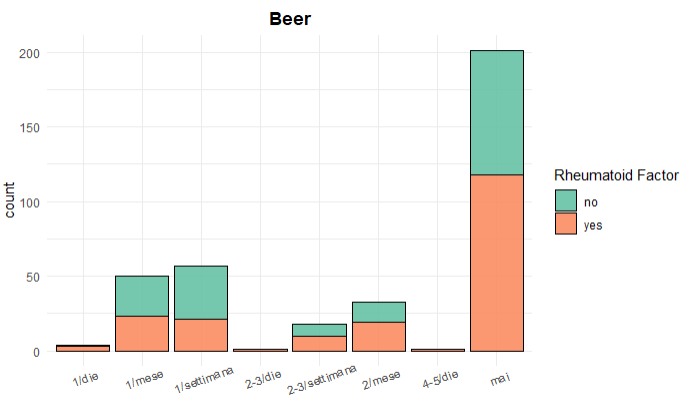 Beer
200
150
100
50
0
count
1/die
1/mese
1/settimana
2-3/die
2-3/settimana
2/mese
4-5/die
mai
Rheumatoid Factor
no
yes